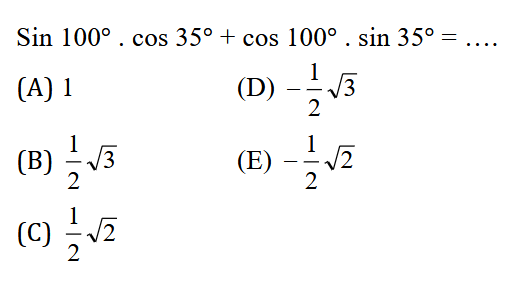 Sin 100° . cos 35° + cos 100° . sin 35° = ….
(A) 1 (D) – 1/2 √3
(B) 1/2 √3 (E) – 1/2 √2
(C) 1/2 √2